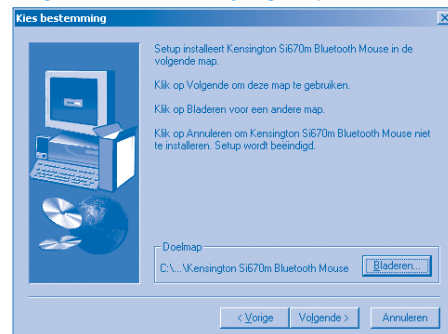 Kies bestemming
Setup installeert Kensington Si670m Bluetooth Mouse in de
volgende map.
Klik op Volgende om deze map te gebruiken.
Klik op Bladeren voor een andere map.
Klik op Annuleren om Kensington Si670m Bluetooth Mouse niet
te installeren. Setup wordt beëindigd.
Doelmap
C:\...\Kensington Si670m Bluetooth Mouse
Bladeren...
< Vorige
Volgende >
Annuleren